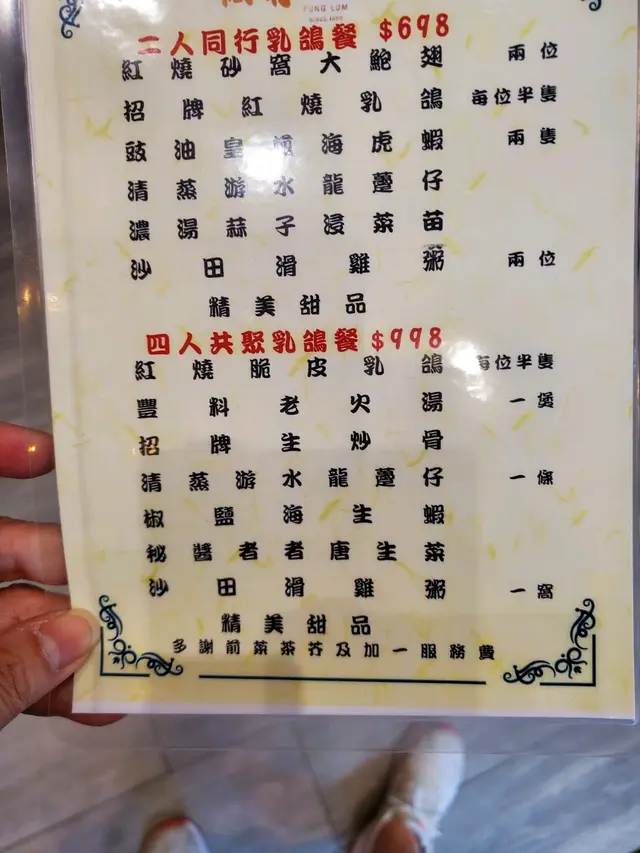 FUNG LUM
二人同行乳鴿餐 $698
紅燒砂窩大鮑翅 兩位
招牌紅燒乳鴿 每位半隻
豉油皇煎海虎蝦 兩隻
清蒸游水龍躉仔
濃湯蒜子浸菜苗
沙田滑雞粥 兩位
精美甜品
四人共聚乳鴿餐 $998
紅燒脆皮乳鴿 每位半隻
豐料老火湯 一煲
招牌生炒骨
清蒸游水龍躉仔 一條
椒鹽海生蝦
秘醬者者唐生菜
沙田滑雞粥 一窩
精美甜品
多謝前菜茶芥及加一服務費